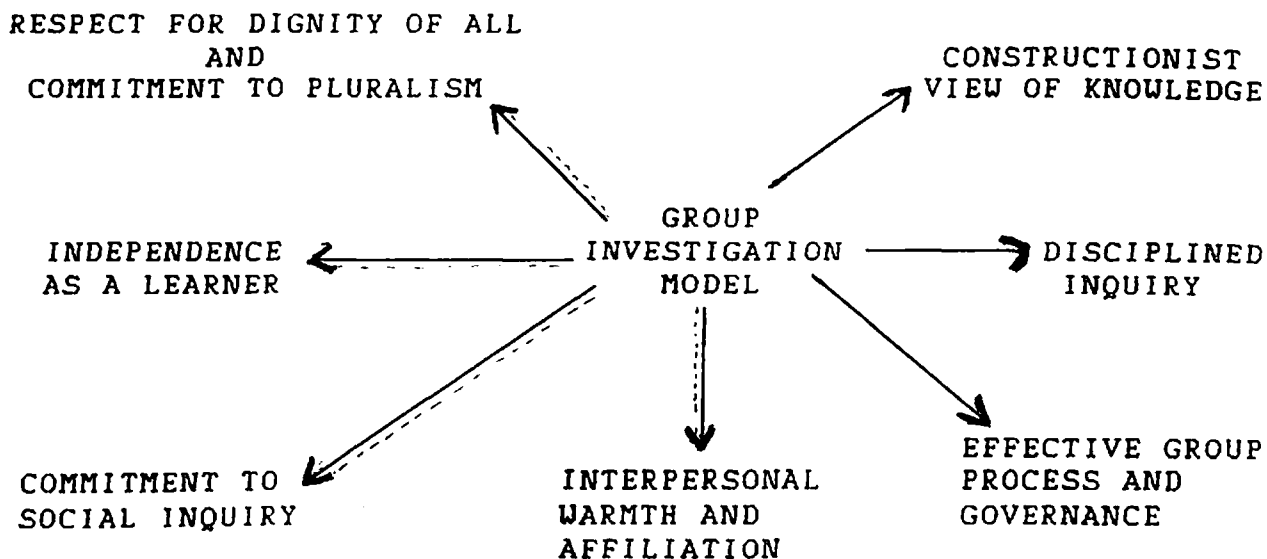 RESPECT FOR DIGNITY OF ALL
AND
COMMITMENT TO PLURALISM
CONSTRUCTIONIST
VIEW OF KNOWLEDGE
GROUP
INVESTIGATION
MODEL
INDEPENDENCE
AS A LEARNER
DISCIPLINED
INQUIRY
COMMITMENT TO
SOCIAL INQUIRY
INTERPERSONAL
WARMTH AND
AFFILIATION
EFFECTIVE GROUP
PROCESS AND
GOVERNANCE